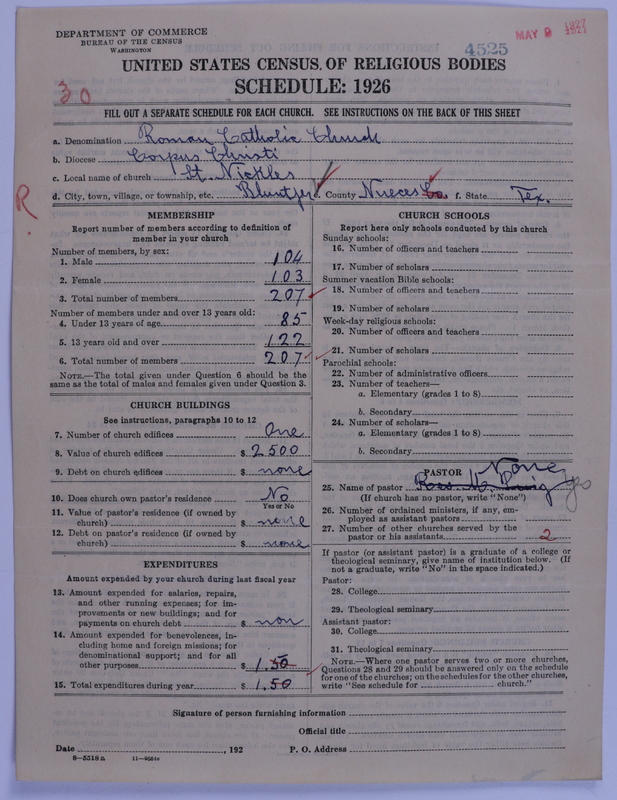 DEPARTMENT OF COMMERCE
BUREAU OF THE CENSUS
WASHINGTON
4525
MAY 9 1927
UNITED STATES CENSUS OF RELIGIOUS BODIES
SCHEDULE: 1926
30
FILL OUT A SEPARATE SCHEDULE FOR EACH CHURCH. SEE INSTRUCTIONS ON THE BACK OF THIS SHEET
a. Denomination Roman Catholic Church
b. Diocese Corpus Christi
c. Local name of church St. Nickles
d. City, town, village, or township, etc. Bluntzer e. County Nueces Co. f. State Tex.
R.
MEMBERSHIP
Report number of members according to definition of
member in your church
Number of members, by sex:
1. Male 104
2. Female 103
3. Total number of members 207
Number of members under and over 13 years old:
4. Under 13 years of age 85
5. 13 years old and over 122
6. Total number of members 207
NOTE.—The total given under Question 6 should be
same as the total of males and females given under Question 3.
CHURCH BUILDINGS
See instructions, paragraphs 10 to 12
7. Number of church edifices One
8. Value of church edifices $ 2500
9. Debt on church edifices $ none
10. Does church own pastor's residence No
Yes or No
11. Value of pastor's residence (if owned by
church) $ none
12. Debt on pastor's residence (if owned by
church) $ none
EXPENDITURES
Amount expended by your church during last fiscal year
13. Amount expended for salaries, repairs,
and other running expenses; for im-
provements or new buildings; and for
payments on church debt $ non
14. Amount expended for benevolences, in-
cluding home and foreign missions; for
denominational support; and for all
other purposes $ 1.50
15. Total expenditures during year $ 1.50
CHURCH SCHOOLS
Report here only schools conducted by this church
Sunday schools:
16. Number of officers and teachers
17. Number of scholars
Summer vacation Bible schools:
18. Number of officers and teachers
19. Number of scholars
Week-day religious schools:
20. Number of officers and teachers
21. Number of scholars
Parochial schools:
22. Number of administrative officers
23. Number of teachers—
a. Elementary (grades 1 to 8)
b. Secondary
24. Number of scholars—
a. Elementary (grades 1 to 8)
b. Secondary
PASTOR None
25. Name of pastor
(If church has no pastor, write "None")
26. Number of ordained ministers, if any, em-
ployed as assistant pastors
27. Number of other churches served by the
pastor or his assistants 2
If pastor (or assistant pastor) is a graduate of a college or
theological seminary, give name of institution below. (If
not a graduate, write "No" in the space indicated.)
Pastor:
28. College
29. Theological seminary
Assistant pastor:
30. College
31. Theological seminary
NOTE.—Where one pastor serves two or more churches,
Questions 28 and 29 should be answered only on the schedule
for one of the churches; on the schedules for the other churches,
write "See schedule for church."
Signature of person furnishing information
Official title
Date , 192 P. O. Address
8—5518a 11—9654a